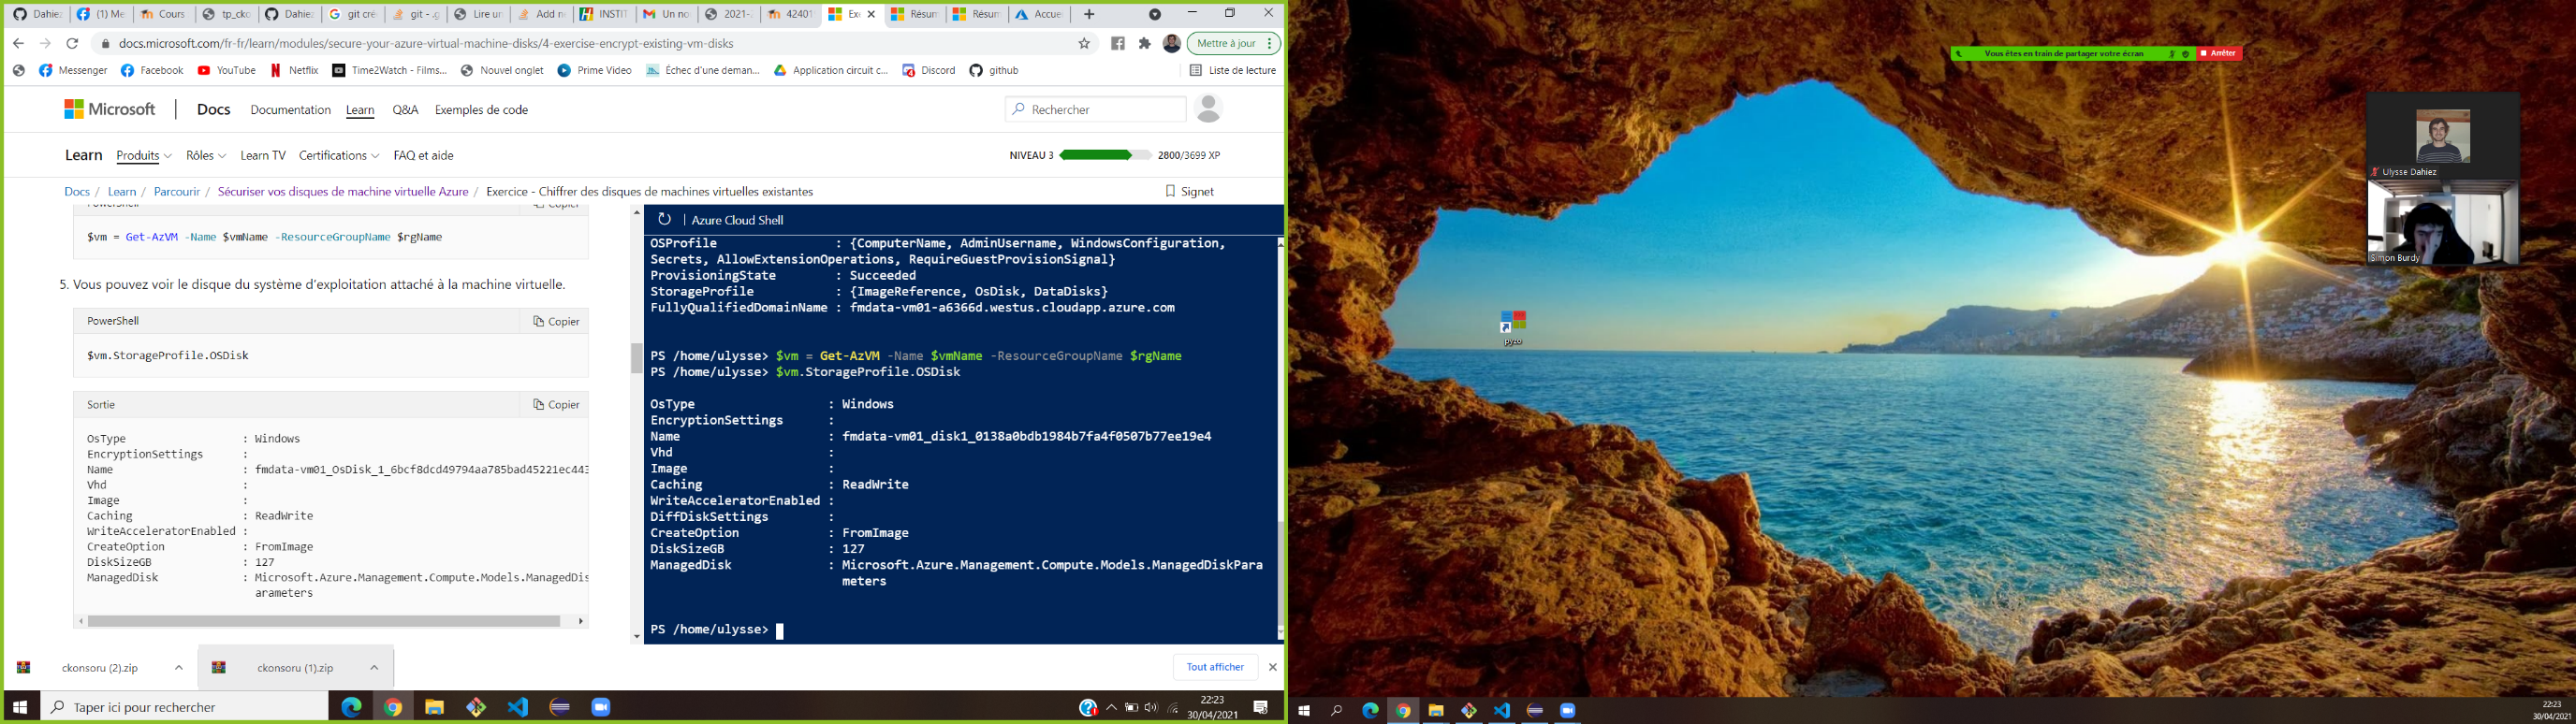 Dahiez
(1) Me
Cours
tp_cko
Dahiez
git cré
git - .g
Lire un
Add n
INSTI
Un no
2021-
42401
Ex
Résum
Résum
Accue
docs.microsoft.com/fr-fr/learn/modules/secure-your-azure-virtual-machine-disks/4-exercise-encrypt-existing-vm-disks
Mettre à jour
Messenger
Facebook
YouTube
Netflix
Time2Watch - Films...
Nouvel onglet
Prime Video
Échec d'une deman...
Application circuit c...
Discord
github
Liste de lecture
Microsoft
Docs
Documentation
Learn
Q&A
Exemples de code
Rechercher
Learn
Produits
Rôles
Learn TV
Certifications
FAQ et aide
NIVEAU 3
2800/3699 XP
Docs / Learn / Parcourir / Sécuriser vos disques de machine virtuelle Azure / Exercice - Chiffrer des disques de machines virtuelles existantes
Signet
PowerShell
Copier
$vm = Get-AzVM -Name $vmName -ResourceGroupName $rgName
5. Vous pouvez voir le disque du système d'exploitation attaché à la machine virtuelle.
PowerShell
Copier
$vm.StorageProfile.OSDisk
Sortie
Copier
OsType : Windows
EncryptionSettings :
Name : fmdata-vm01_OsDisk_1_6bcf8dcd49794aa785bad45221ec443
Vhd :
Image :
Caching : ReadWrite
WriteAcceleratorEnabled :
CreateOption : FromImage
DiskSizeGB : 127
ManagedDisk : Microsoft.Azure.Management.Compute.Models.ManagedDis
arameters
Azure Cloud Shell
OSProfile : {ComputerName, AdminUsername, WindowsConfiguration,
Secrets, AllowExtensionOperations, RequireGuestProvisionSignal}
ProvisioningState : Succeeded
StorageProfile : {ImageReference, OsDisk, DataDisks}
FullyQualifiedDomainName : fmdata-vm01-a6366d.westus.cloudapp.azure.com
PS /home/ulysse> $vm = Get-AzVM -Name $vmName -ResourceGroupName $rgName
PS /home/ulysse> $vm.StorageProfile.OSDisk
OsType : Windows
EncryptionSettings :
Name : fmdata-vm01_disk1_0138a0bdb1984b7fa4f0507b77ee19e4
Vhd :
Image :
Caching : ReadWrite
WriteAcceleratorEnabled :
DiffDiskSettings :
CreateOption : FromImage
DiskSizeGB : 127
ManagedDisk : Microsoft.Azure.Management.Compute.Models.ManagedDiskPara
meters
PS /home/ulysse>
ckonsoru (2).zip
ckonsoru (1).zip
Tout afficher
Taper ici pour rechercher
22:23
30/04/2021
Vous êtes en train de partager votre écran
Arrêter
Ulysse Dahiez
Simon Burdy
pyzo
22:23
30/04/2021